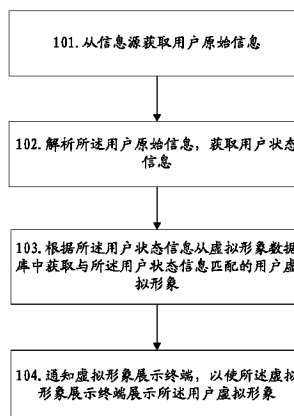 101.从信息源获取用户原始信息
102.解析所述用户原始信息，获取用户状态
信息
103.根据所述用户状态信息从虚拟形象数据
库中获取与所述用户状态信息匹配的用户虚
拟形象
104.通知虚拟形象展示终端，以使所述虚拟
形象展示终端展示所述用户虚拟形象